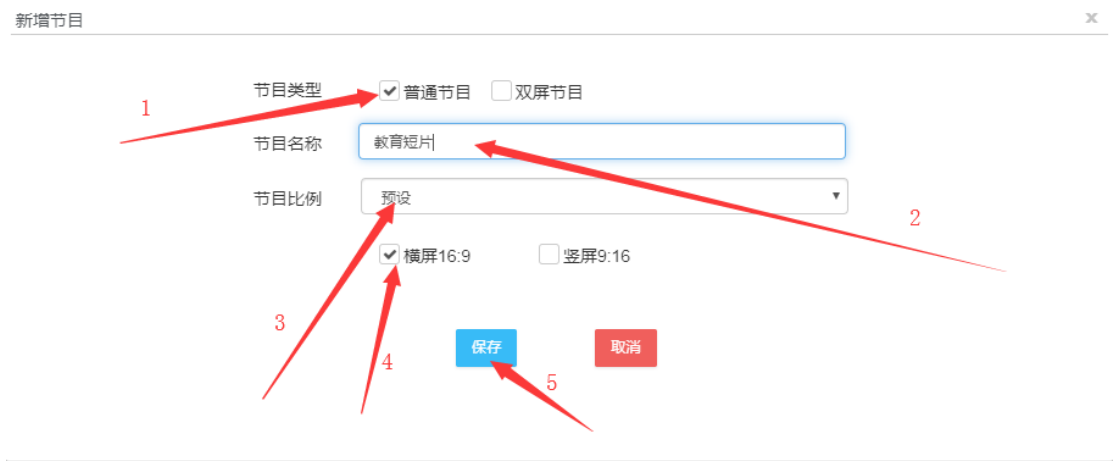 新增节目 x
节目类型 普通节目 双屏节目
1
节目名称 教育短片
节目比例 预设
2
横屏16:9 竖屏9:16
3
保存 取消
4
5